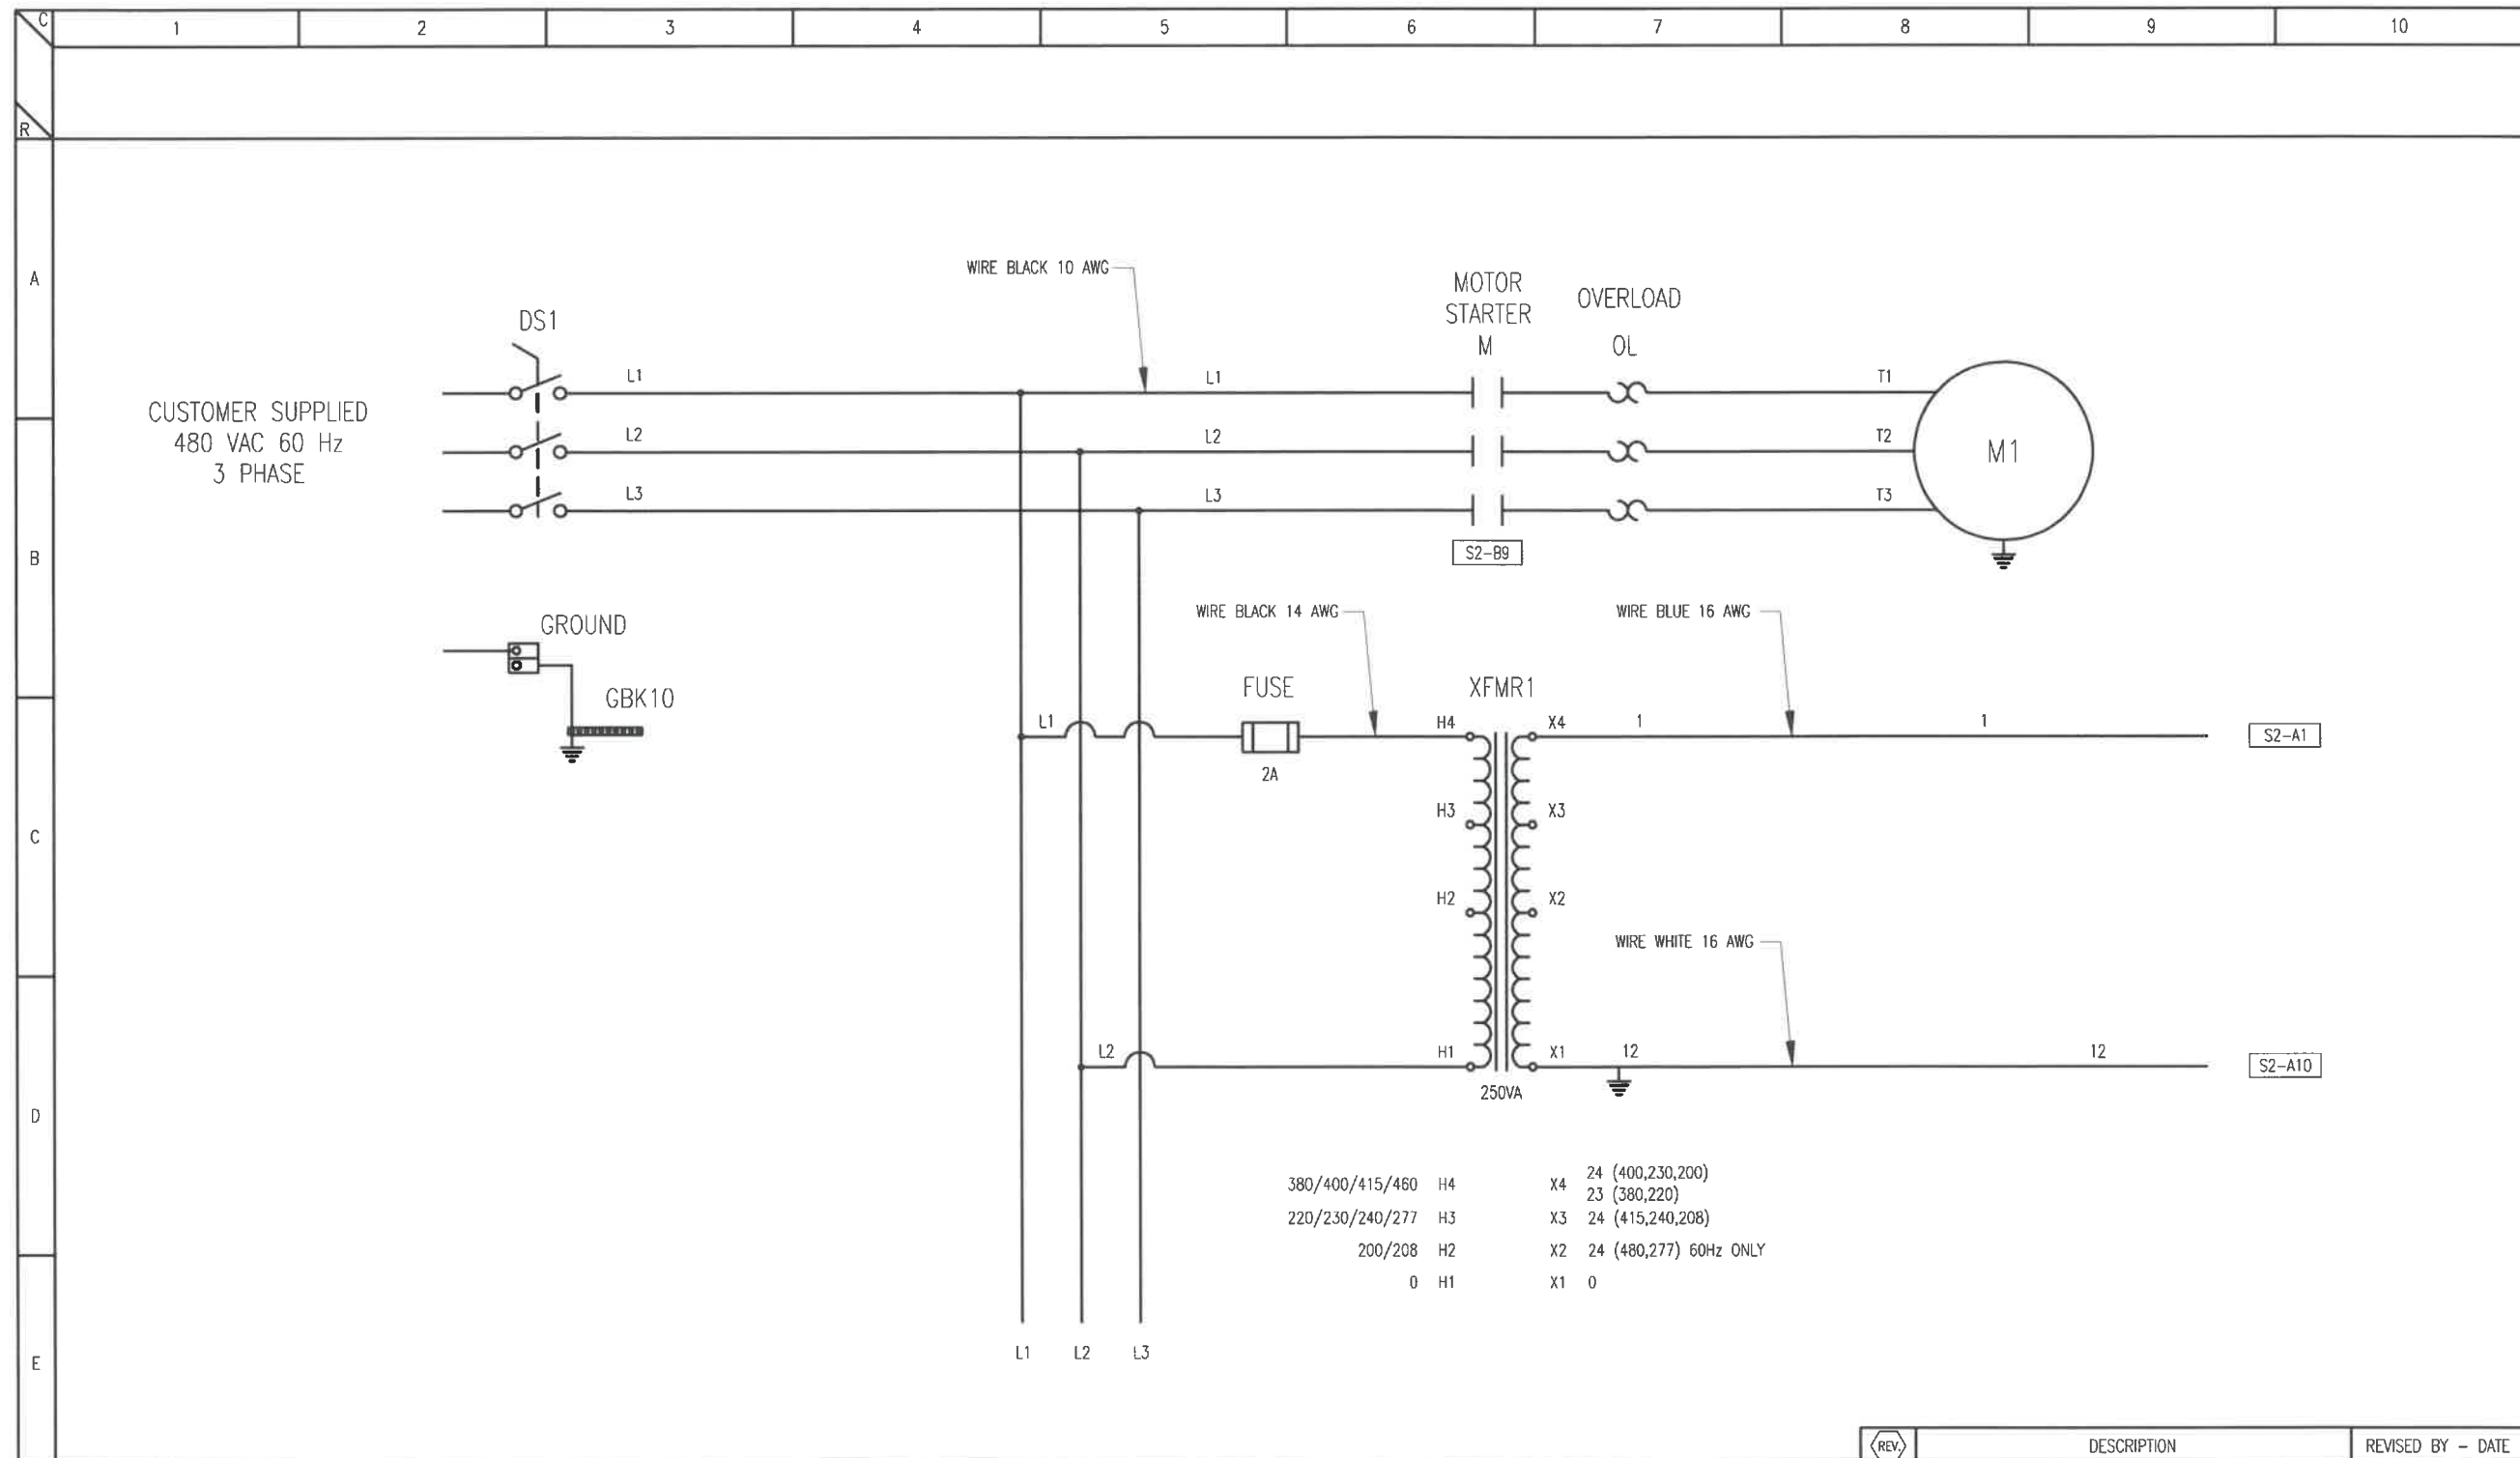 C 1 2 3 4 5 6 7 8 9 10
R
A
B
C
D
E
WIRE BLACK 10 AWG
MOTOR
STARTER
M
OVERLOAD
OL
DS1
CUSTOMER SUPPLIED
480 VAC 60 Hz
3 PHASE
L1 L1 T1
L2 L2 T2
L3 L3 T3
M1
S2-B9
GROUND
GBK10
WIRE BLACK 14 AWG
WIRE BLUE 16 AWG
FUSE
XFMR1
L1
2A
H4 X4 1 1
S2-A1
H3 X3
H2 X2
WIRE WHITE 16 AWG
L2
H1 X1 12 12
S2-A10
250VA
380/400/415/460 H4 X4 24 (400,230,200)
23 (380,220)
220/230/240/277 H3 X3 24 (415,240,208)
200/208 H2 X2 24 (480,277) 60Hz ONLY
0 H1 X1 0
L1 L2 L3
REV. DESCRIPTION REVISED BY - DATE